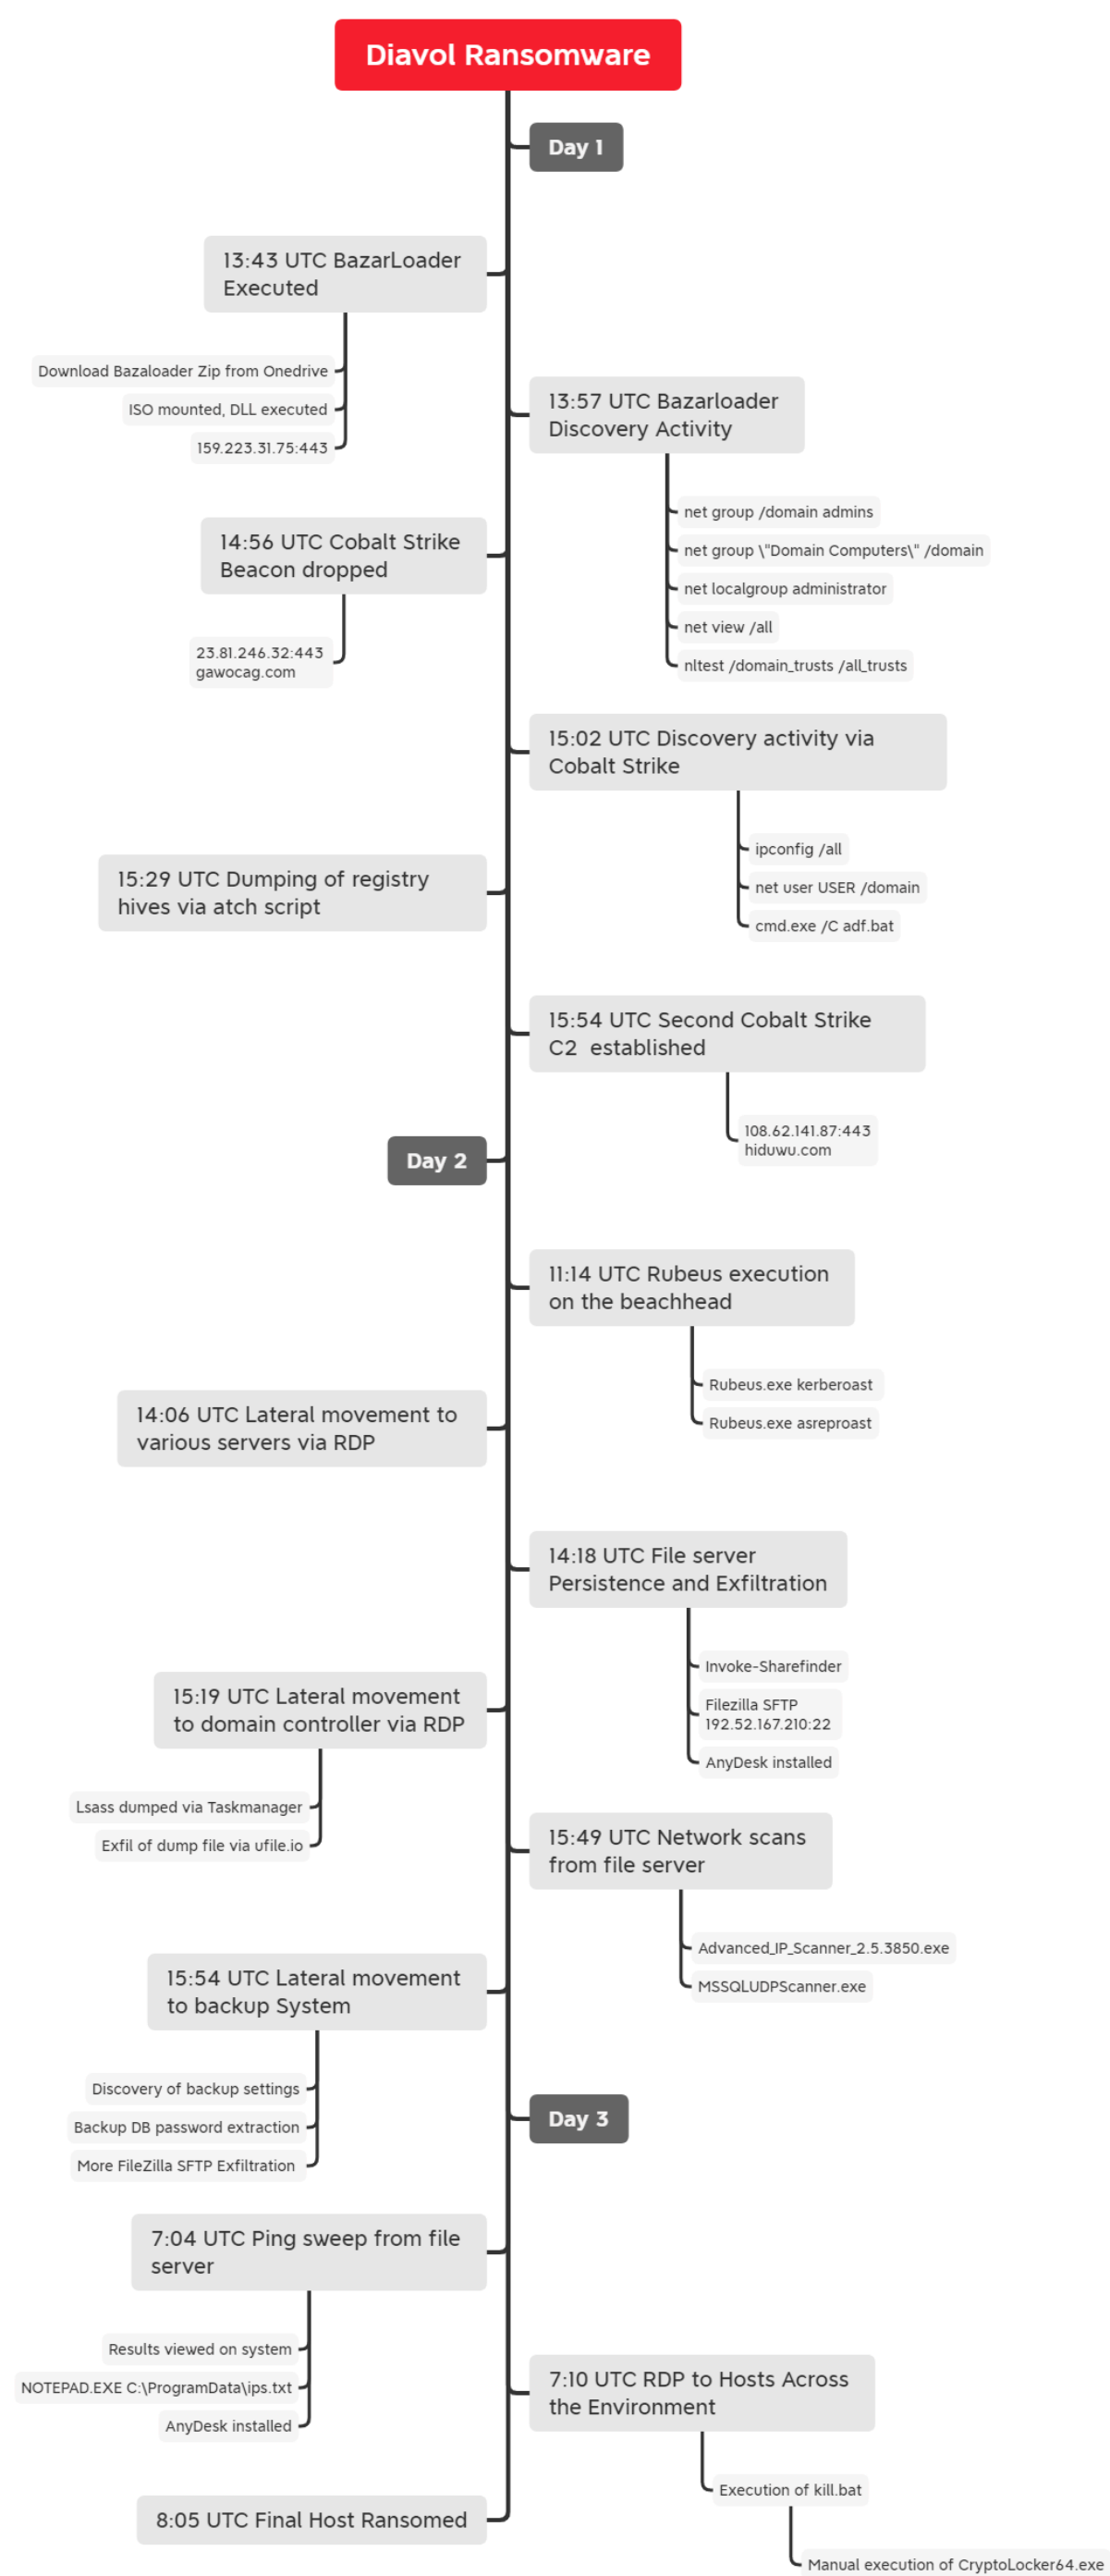 Diavol Ransomware
Day 1
13:43 UTC BazarLoader
Executed
Download Bazaloader Zip from Onedrive
ISO mounted, DLL executed
159.223.31.75:443
13:57 UTC Bazarloader
Discovery Activity
net group /domain admins
net group \"Domain Computers\" /domain
net localgroup administrator
net view /all
nltest /domain_trusts /all_trusts
14:56 UTC Cobalt Strike
Beacon dropped
23.81.246.32:443
gawocag.com
15:02 UTC Discovery activity via
Cobalt Strike
ipconfig /all
net user USER /domain
cmd.exe /C adf.bat
15:29 UTC Dumping of registry
hives via atch script
15:54 UTC Second Cobalt Strike
C2  established
108.62.141.87:443
hiduwu.com
Day 2
11:14 UTC Rubeus execution
on the beachhead
Rubeus.exe kerberoast
Rubeus.exe asreproast
14:06 UTC Lateral movement to
various servers via RDP
14:18 UTC File server
Persistence and Exfiltration
Invoke-Sharefinder
Filezilla SFTP
192.52.167.210:22
AnyDesk installed
15:19 UTC Lateral movement
to domain controller via RDP
Lsass dumped via Taskmanager
Exfil of dump file via ufile.io
15:49 UTC Network scans
from file server
Advanced_IP_Scanner_2.5.3850.exe
MSSQLUDPScanner.exe
15:54 UTC Lateral movement
to backup System
Discovery of backup settings
Backup DB password extraction
More FileZilla SFTP Exfiltration
Day 3
7:04 UTC Ping sweep from file
server
Results viewed on system
NOTEPAD.EXE C:\ProgramData\ips.txt
AnyDesk installed
7:10 UTC RDP to Hosts Across
the Environment
Execution of kill.bat
Manual execution of CryptoLocker64.exe
8:05 UTC Final Host Ransomed